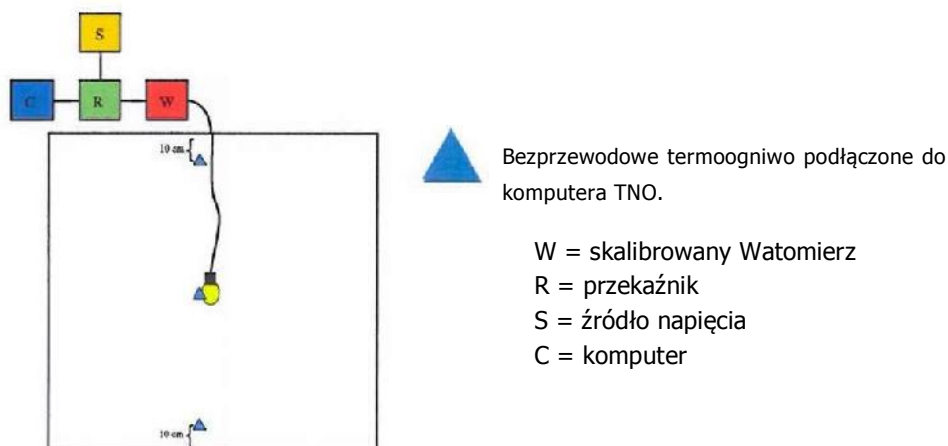 S
C R W
10 cm
Bezprzewodowe termoogniwo podłączone do
komputera TNO.
W = skalibrowany Watomierz
R = przekaźnik
S = źródło napięcia
C = komputer
10 cm